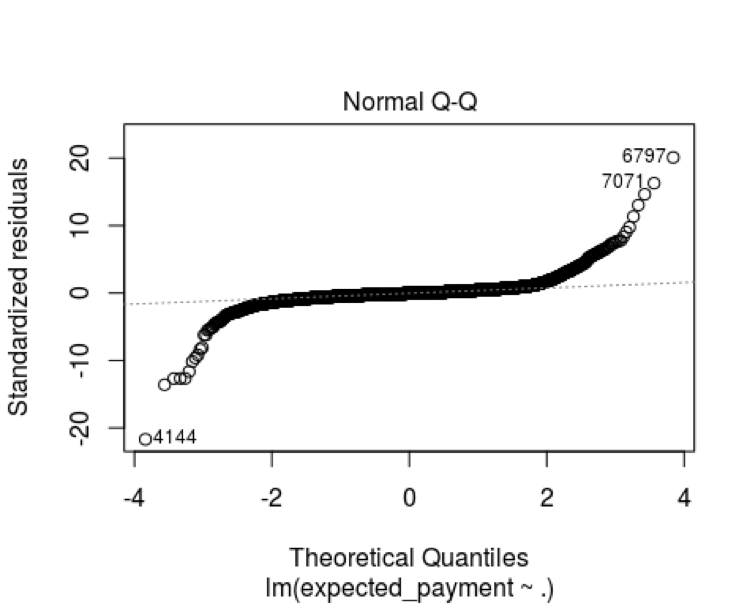 Normal Q-Q
Standardized residuals
20
10
0
-10
-20
6797
7071
4144
-4 -2 0 2 4
Theoretical Quantiles
lm(expected_payment ~ .)